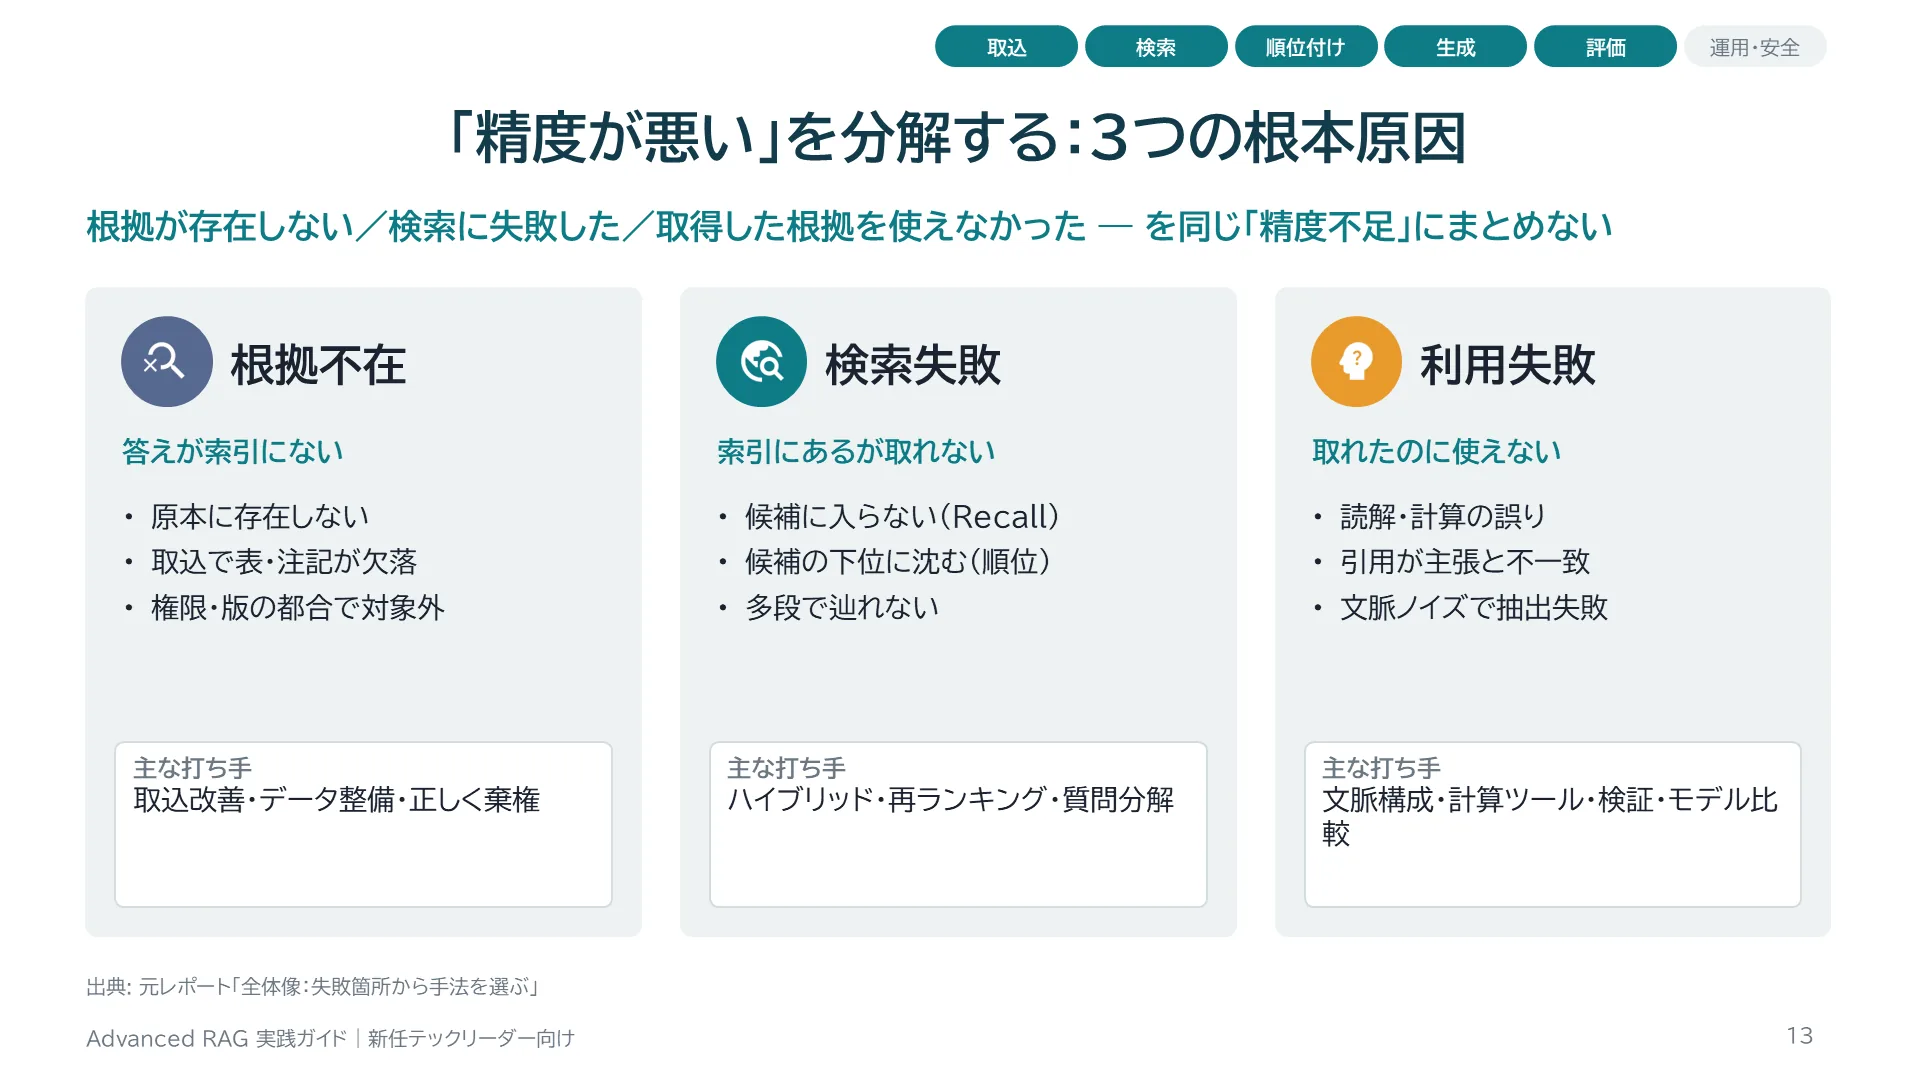 取込
検索
順位付け
生成
評価
運用・安全
「精度が悪い」を分解する：3つの根本原因
根拠が存在しない／検索に失敗した／取得した根拠を使えなかった — を同じ「精度不足」にまとめない
根拠不在
答えが索引にない
・ 原本に存在しない
・ 取込で表・注記が欠落
・ 権限・版の都合で対象外
主な打ち手
取込改善・データ整備・正しく棄権
検索失敗
索引にあるが取れない
・ 候補に入らない（Recall）
・ 候補の下位に沈む（順位）
・ 多段で辿れない
主な打ち手
ハイブリッド・再ランキング・質問分解
利用失敗
取れたのに使えない
・ 読解・計算の誤り
・ 引用が主張と不一致
・ 文脈ノイズで抽出失敗
主な打ち手
文脈構成・計算ツール・検証・モデル比
較
出典: 元レポート「全体像：失敗箇所から手法を選ぶ」
Advanced RAG 実践ガイド｜新任テックリーダー向け
13